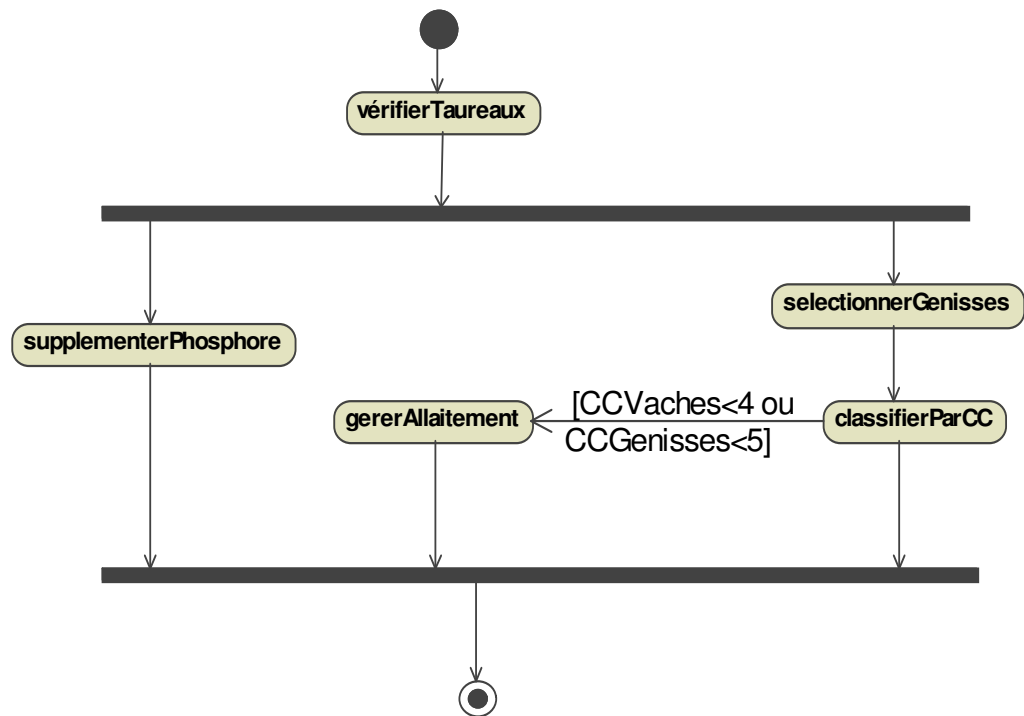 vérifierTaureaux
selectionnerGenisses
supplementerPhosphore
gererAllaitement
[CCVaches<4 ou
CCGenisses<5]
classifierParCC